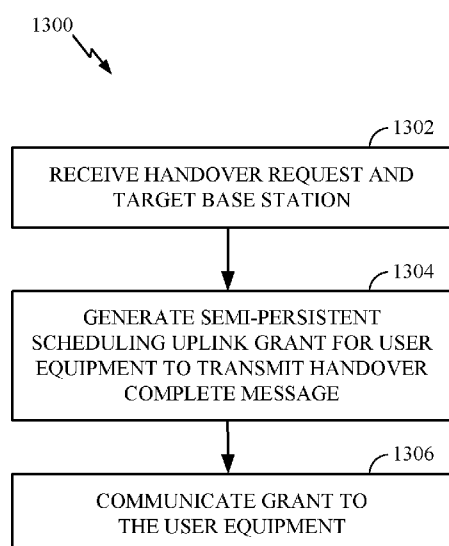 1300
1302
RECEIVE HANDOVER REQUEST AND
TARGET BASE STATION
1304
GENERATE SEMI-PERSISTENT
SCHEDULING UPLINK GRANT FOR USER
EQUIPMENT TO TRANSMIT HANDOVER
COMPLETE MESSAGE
1306
COMMUNICATE GRANT TO
THE USER EQUIPMENT